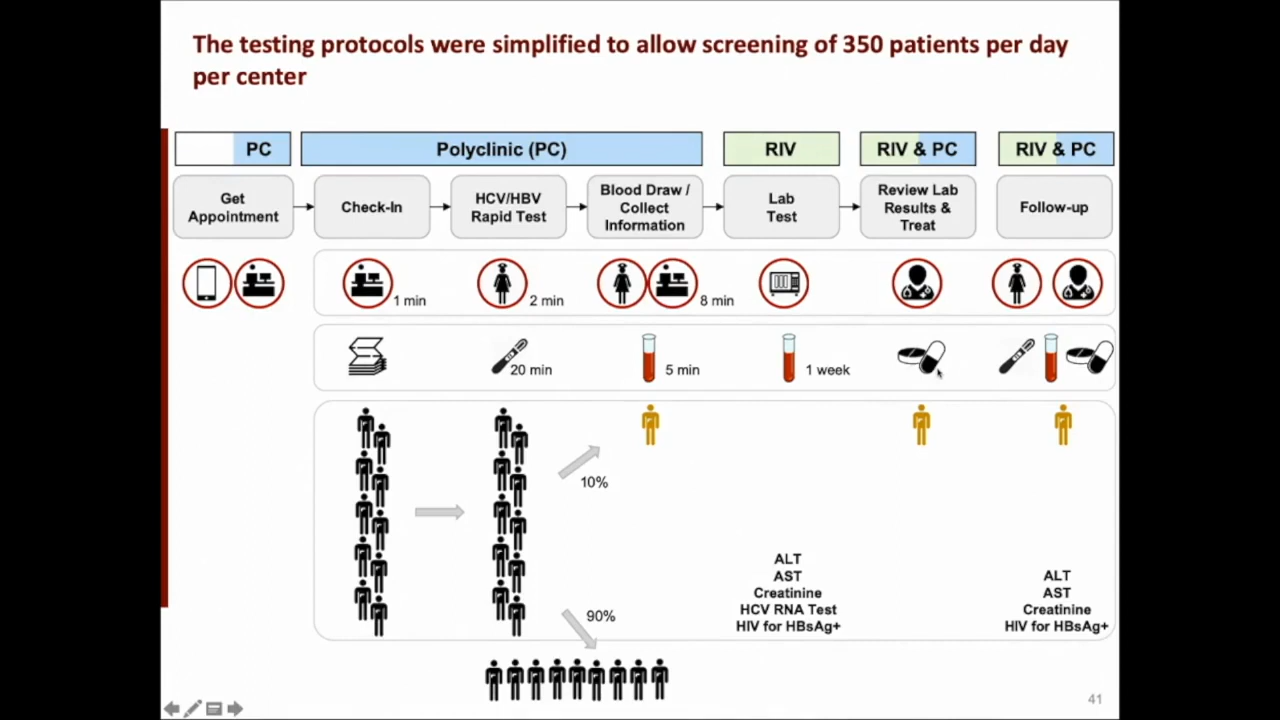 The testing protocols were simplified to allow screening of 350 patients per day
per center
PC
Polyclinic (PC)
RIV
RIV & PC
RIV & PC
Get
Appointment
Check-In
HCV/HBV
Rapid Test
Blood Draw /
Collect
Information
Lab
Test
Review Lab
Results &
Treat
Follow-up
1 min
2 min
8 min
20 min
5 min
1 week
10%
90%
ALT
AST
Creatinine
HCV RNA Test
HIV for HBsAg+
ALT
AST
Creatinine
HIV for HBsAg+
41